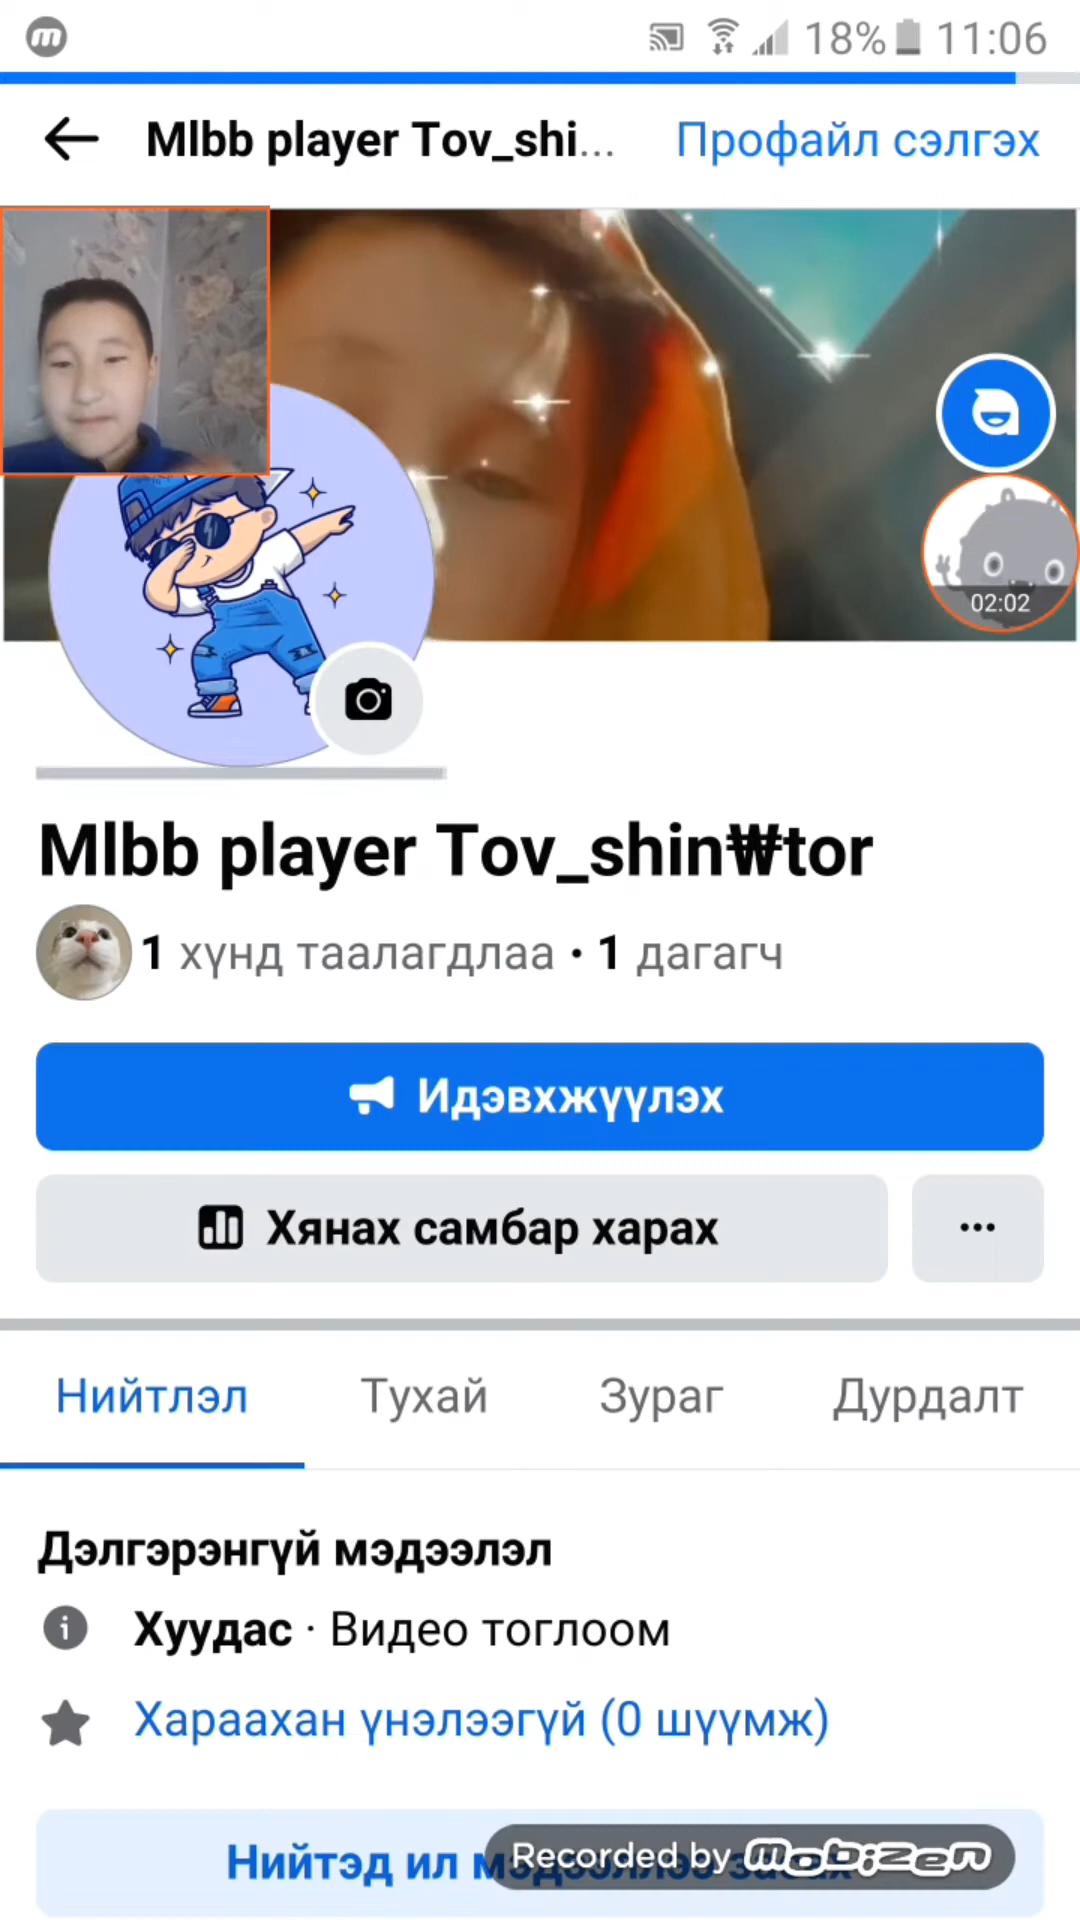 18% 11:06
Mlbb player Tov_shi... Профайл сэлгэх
02:02
Mlbb player Tov_shin₩tor
1 хүнд таалагдлаа • 1 дагагч
Идэвхжүүлэх
Хянах самбар харах
Нийтлэл Тухай Зураг Дурдалт
Дэлгэрэнгүй мэдээлэл
Хуудас · Видео тоглоом
Хараахан үнэлээгүй (0 шүүмж)
Нийтэд ил мэдээллээ засах
Recorded by mobizen